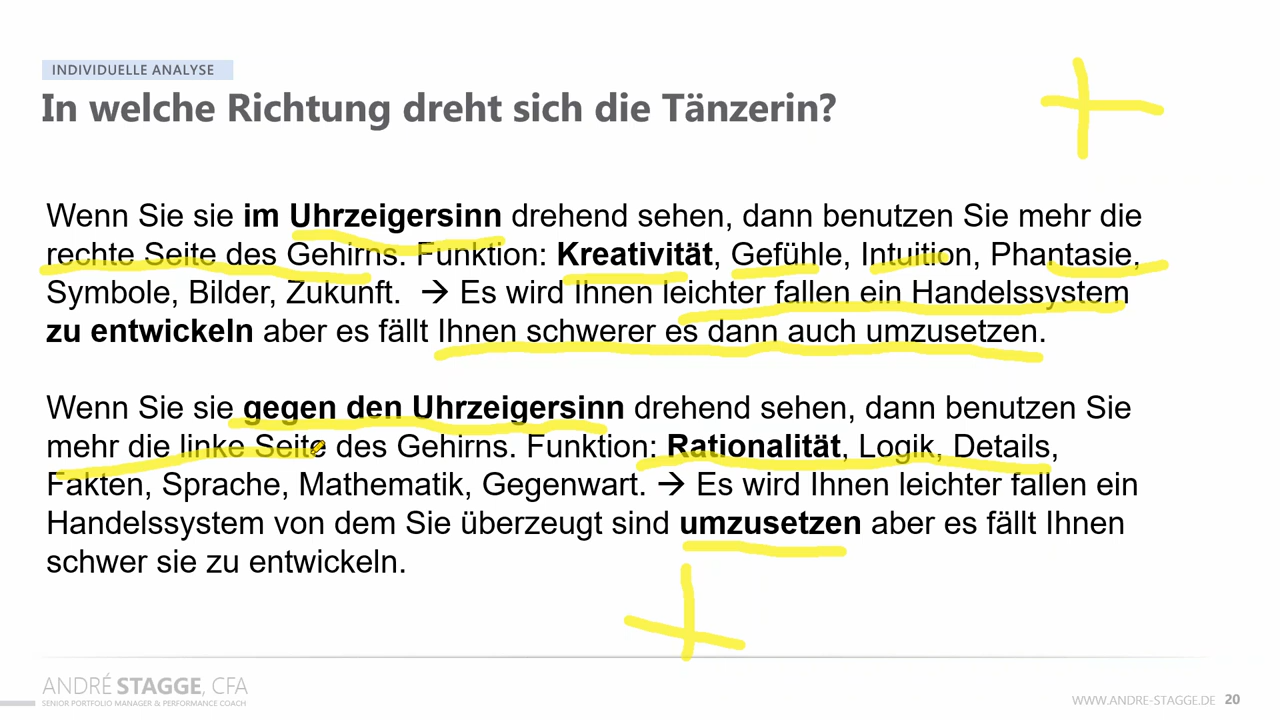 INDIVIDUELLE ANALYSE
In welche Richtung dreht sich die Tänzerin?
Wenn Sie sie im Uhrzeigersinn drehend sehen, dann benutzen Sie mehr die
rechte Seite des Gehirns. Funktion: Kreativität, Gefühle, Intuition, Phantasie,
Symbole, Bilder, Zukunft. → Es wird Ihnen leichter fallen ein Handelssystem
zu entwickeln aber es fällt Ihnen schwerer es dann auch umzusetzen.
Wenn Sie sie gegen den Uhrzeigersinn drehend sehen, dann benutzen Sie
mehr die linke Seite des Gehirns. Funktion: Rationalität, Logik, Details,
Fakten, Sprache, Mathematik, Gegenwart. → Es wird Ihnen leichter fallen ein
Handelssystem von dem Sie überzeugt sind umzusetzen aber es fällt Ihnen
schwer sie zu entwickeln.
ANDRÉ STAGGE, CFA
SENIOR PORTFOLIO MANAGER & PERFORMANCE COACH
WWW.ANDRE-STAGGE.DE 20